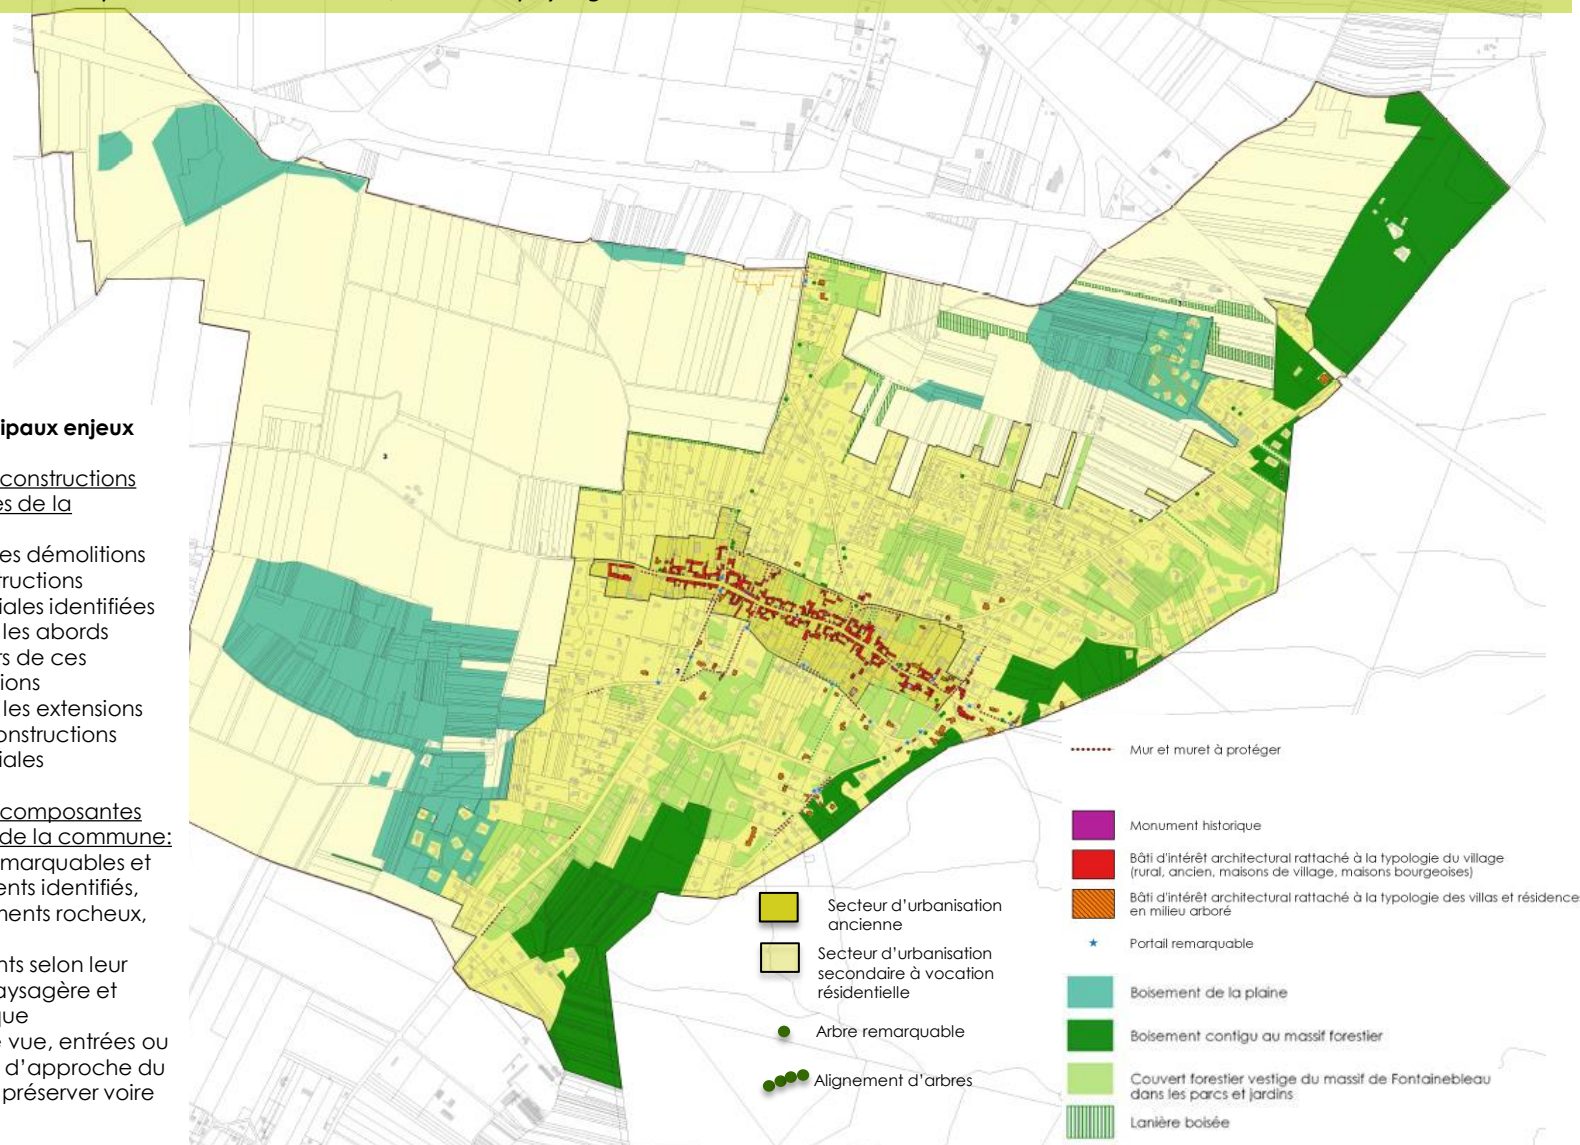 ipaux enjeux
constructions
es de la
es démolitions
tructions
iales identifiées
les abords
rs de ces
ions
les extensions
onstructions
iales
composantes
de la commune:
marquables et
ents identifiés,
ments rocheux,
nts selon leur
aysagère et
que
e vue, entrées ou
d'approche du
préserver voire
Secteur d'urbanisation
ancienne
Secteur d'urbanisation
secondaire à vocation
résidentielle
Arbre remarquable
Alignement d'arbres
Mur et muret à protéger
Monument historique
Bâti d'intérêt architectural rattaché à la typologie du village
(rural, ancien, maisons de village, maisons bourgeoises)
Bâti d'intérêt architectural rattaché à la typologie des villas et résidence
en milieu arboré
Portail remarquable
Boisement de la plaine
Boisement contigu au massif forestier
Couvert forestier vestige du massif de Fontainebleau
dans les parcs et jardins
Lanière boisée